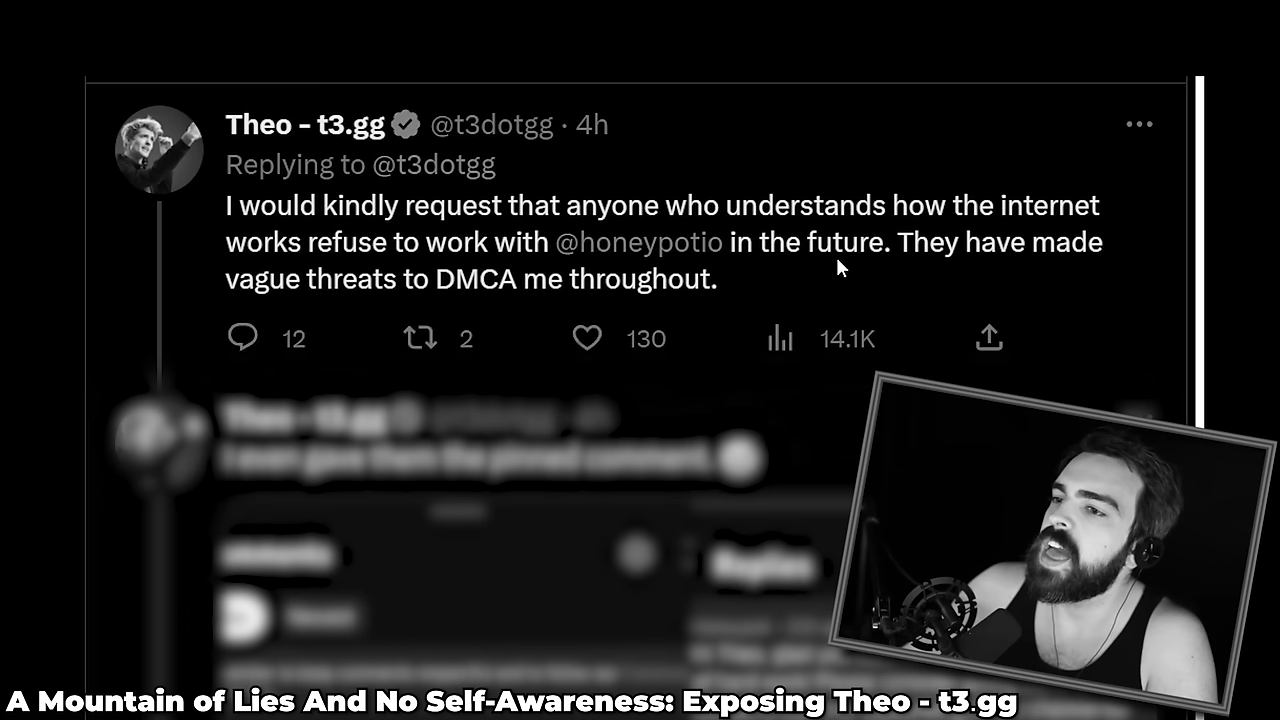 Theo - t3.gg @t3dotgg · 4h
Replying to @t3dotgg
I would kindly request that anyone who understands how the internet
works refuse to work with @honeypotio in the future. They have made
vague threats to DMCA me throughout.
12 2 130 14.1K
A Mountain of Lies And No Self-Awareness: Exposing Theo - t3.gg